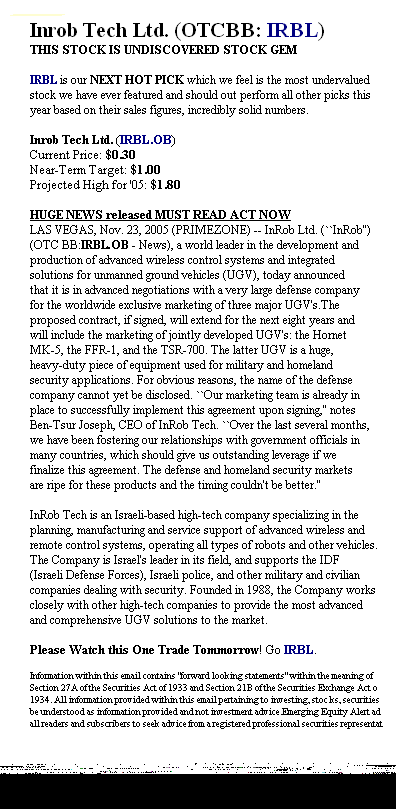 Inrob Tech Ltd. (OTCBB: IRBL)
THIS STOCK IS UNDISCOVERED STOCK GEM
IRBL is our NEXT HOT PICK which we feel is the most undervalued
stock we have ever featured and should out perform all other picks this
year based on their sales figures, incredibly solid numbers.
Inrob Tech Ltd. (IRBL.OB)
Current Price: $0.30
Near-Term Target: $1.00
Projected High for '05: $1.80
HUGE NEWS released MUST READ ACT NOW
LAS VEGAS, Nov. 23, 2005 (PRIMEZONE) -- InRob Ltd. (``InRob'')
(OTC BB:IRBL.OB - News), a world leader in the development and
production of advanced wireless control systems and integrated
solutions for unmanned ground vehicles (UGV), today announced
that it is in advanced negotiations with a very large defense company
for the worldwide exclusive marketing of three major UGV's.The
proposed contract, if signed, will extend for the next eight years and
will include the marketing of jointly developed UGV's: the Hornet
MK-5, the FFR-1, and the TSR-700. The latter UGV is a huge,
heavy-duty piece of equipment used for military and homeland
security applications. For obvious reasons, the name of the defense
company cannot yet be disclosed. ``Our marketing team is already in
place to successfully implement this agreement upon signing,'' notes
Ben-Tsur Joseph, CEO of InRob Tech. ``Over the last several months,
we have been fostering our relationships with government officials in
many countries, which should give us outstanding leverage if we
finalize this agreement. The defense and homeland security markets
are ripe for these products and the timing couldn't be better.''
InRob Tech is an Israeli-based high-tech company specializing in the
planning, manufacturing and service support of advanced wireless and
remote control systems, operating all types of robots and other vehicles.
The Company is Israel's leader in its field, and supports the IDF
(Israeli Defense Forces), Israeli police, and other military and civilian
companies dealing with security. Founded in 1988, the Company works
closely with other high-tech companies to provide the most advanced
and comprehensive UGV solutions to the market.
Please Watch this One Trade Tommorrow! Go IRBL.
Information within this email contains "forward looking statements" within the meaning of
Section 27A of the Securities Act of 1933 and Section 21B of the Securities Exchange Act o
1934. All information provided within this email pertaining to investing, stocks, securities
be understood as information provided and not investment advice. Emerging Equity Alert ad
all readers and subscribers to seek advice from a registered professional securities representat